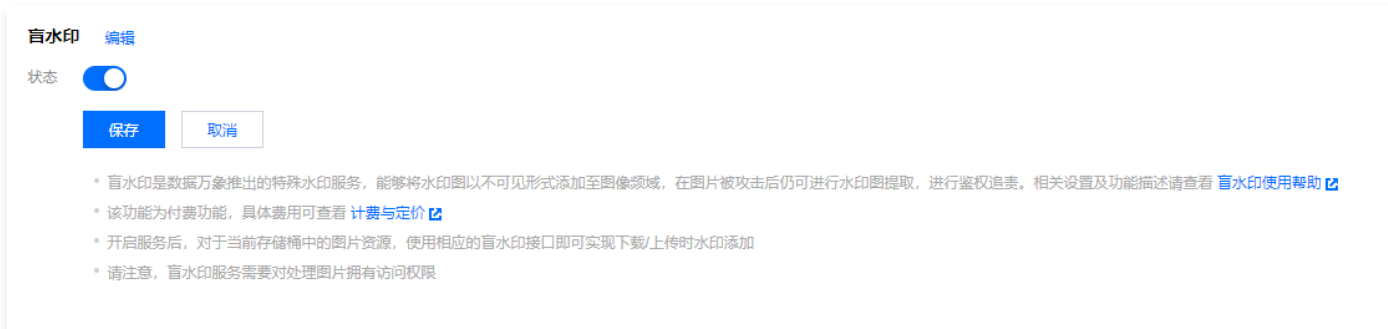 盲水印 编辑
状态
保存 取消
盲水印是数据万象推出的特殊水印服务，能够将水印图以不可见形式添加至图像频域，在图片被攻击后仍可进行水印图提取，进行鉴权追责。相关设置及功能描述请查看 盲水印使用帮助
该功能为付费功能，具体费用可查看 计费与定价
开启服务后，对于当前存储桶中的图片资源，使用相应的盲水印接口即可实现下载/上传时水印添加
请注意，盲水印服务需要对处理图片拥有访问权限